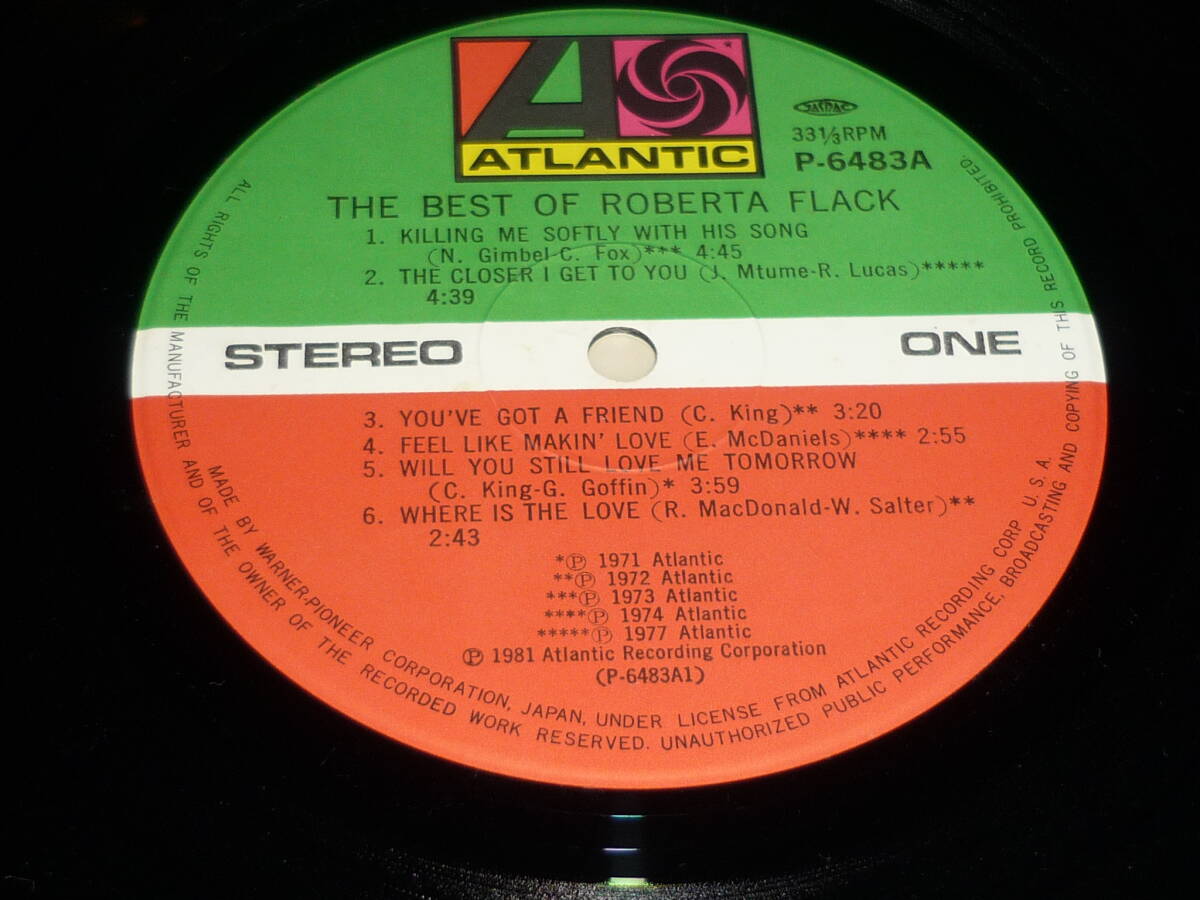 ATLANTIC
JASRAC
33⅓RPM
P-6483A
THE BEST OF ROBERTA FLACK
1. KILLING ME SOFTLY WITH HIS SONG
(N. Gimbel-C. Fox)*** 4:45
2. THE CLOSER I GET TO YOU (J. Mtume-R. Lucas)*****
4:39
STEREO
ONE
3. YOU'VE GOT A FRIEND (C. King)** 3:20
4. FEEL LIKE MAKIN' LOVE (E. McDaniels)**** 2:55
5. WILL YOU STILL LOVE ME TOMORROW
(C. King-G. Goffin)* 3:59
6. WHERE IS THE LOVE (R. MacDonald-W. Salter)**
2:43
*Ⓟ 1971 Atlantic
**Ⓟ 1972 Atlantic
***Ⓟ 1973 Atlantic
****Ⓟ 1974 Atlantic
*****Ⓟ 1977 Atlantic
Ⓟ 1981 Atlantic Recording Corporation
(P-6483A1)
MADE BY WARNER-PIONEER CORPORATION, JAPAN, UNDER LICENSE FROM ATLANTIC RECORDING CORP U. S. A.
ALL RIGHTS OF THE MANUFACTURER AND OF THE OWNER OF THE RECORDED WORK RESERVED. UNAUTHORIZED PUBLIC PERFORMANCE, BROADCASTING AND COPYING OF THIS RECORD PROHIBITED.